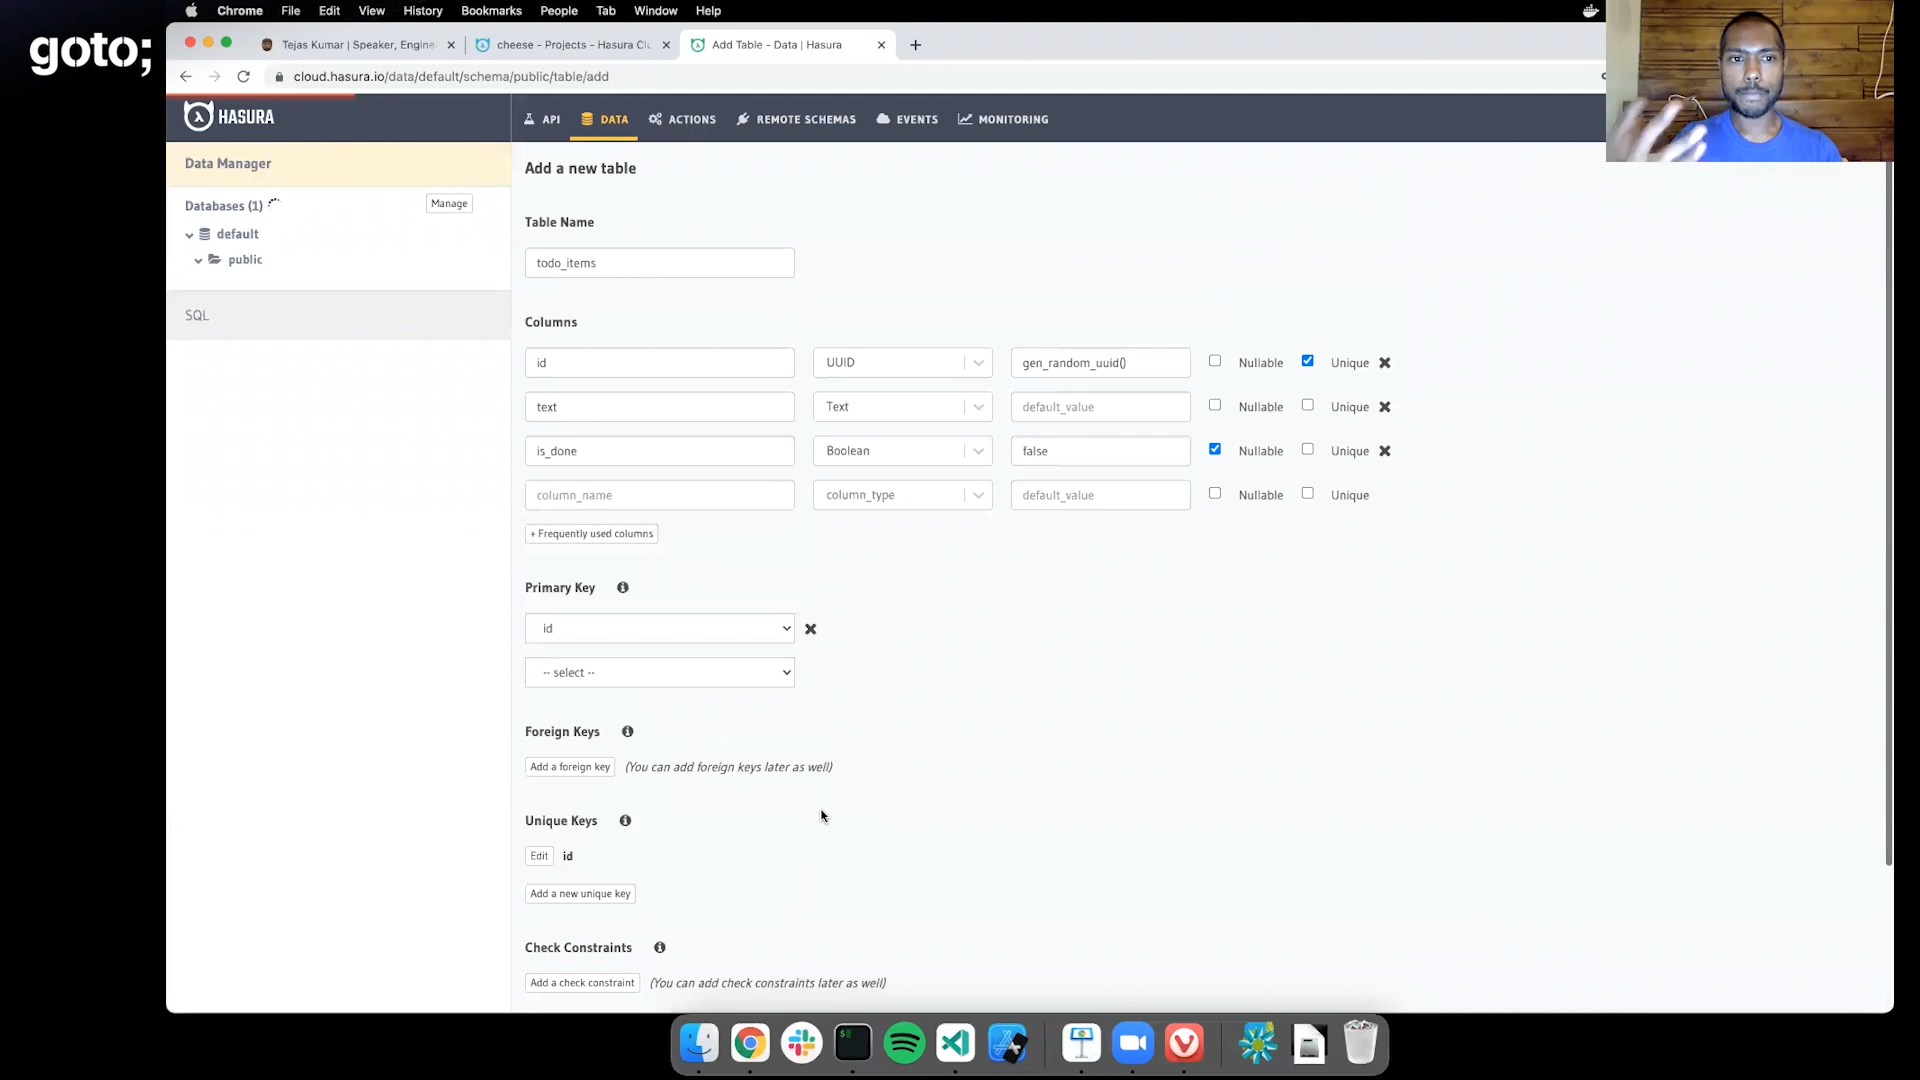 Chrome File Edit View History Bookmarks People Tab Window Help
goto;
Tejas Kumar | Speaker, Engine
cheese - Projects - Hasura Cl
Add Table - Data | Hasura
cloud.hasura.io/data/default/schema/public/table/add
HASURA
API DATA ACTIONS REMOTE SCHEMAS EVENTS MONITORING
Data Manager
Databases (1)
Manage
default
public
SQL
Add a new table
Table Name
todo_items
Columns
id UUID gen_random_uuid() Nullable Unique
text Text default_value Nullable Unique
is_done Boolean false Nullable Unique
column_name column_type default_value Nullable Unique
+ Frequently used columns
Primary Key
id
-- select --
Foreign Keys
Add a foreign key (You can add foreign keys later as well)
Unique Keys
Edit id
Add a new unique key
Check Constraints
Add a check constraint (You can add check constraints later as well)